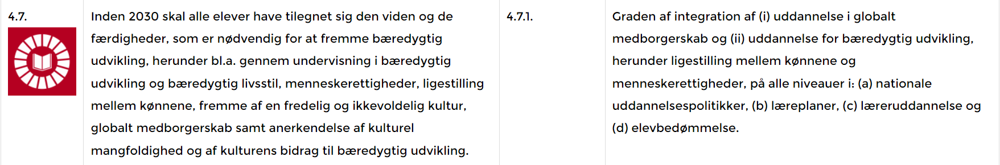 4.7.
Inden 2030 skal alle elever have tilegnet sig den viden og de
færdigheder, som er nødvendig for at fremme bæredygtig
udvikling, herunder bl.a. gennem undervisning i bæredygtig
udvikling og bæredygtig livsstil, menneskerettigheder, ligestilling
mellem kønnene, fremme af en fredelig og ikkevoldelig kultur,
globalt medborgerskab samt anerkendelse af kulturel
mangfoldighed og af kulturens bidrag til bæredygtig udvikling.
4.7.1.
Graden af integration af (i) uddannelse i globalt
medborgerskab og (ii) uddannelse for bæredygtig udvikling,
herunder ligestilling mellem kønnene og
menneskerettigheder, på alle niveauer i: (a) nationale
uddannelsespolitikker, (b) læreplaner, (c) læreruddannelse og
(d) elevbedømmelse.